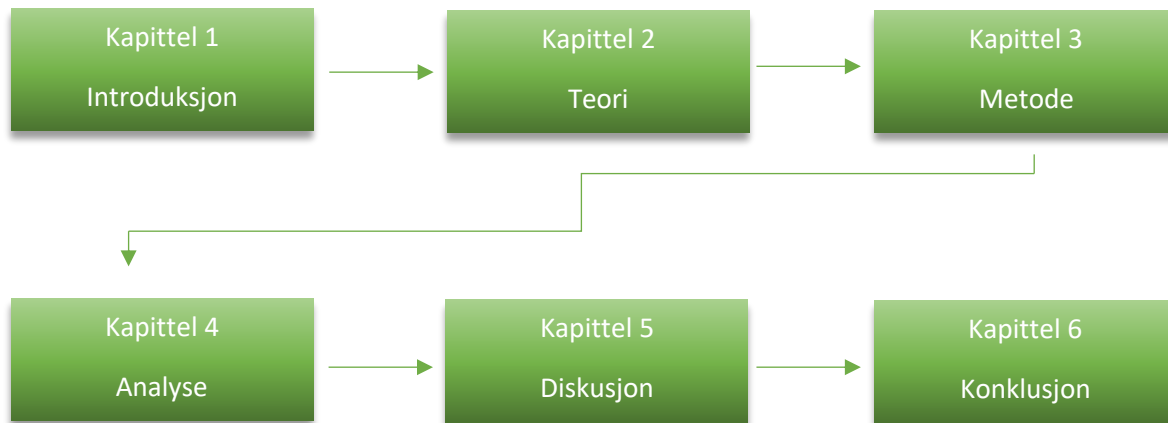 Kapittel 1
Introduksjon
Kapittel 2
Teori
Kapittel 3
Metode
Kapittel 4
Analyse
Kapittel 5
Diskusjon
Kapittel 6
Konklusjon